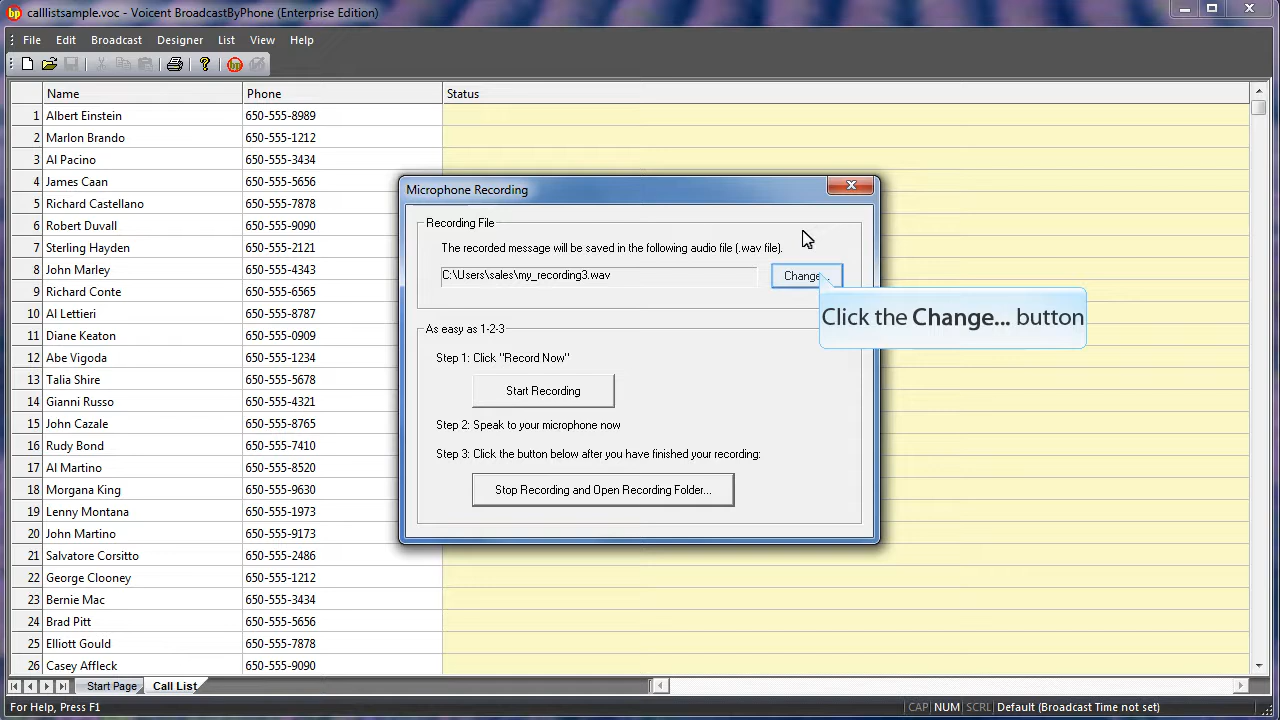 bp calllistsample.voc - Voicent BroadcastByPhone (Enterprise Edition)
File Edit Broadcast Designer List View Help
? bp
Name Phone Status
1 Albert Einstein 650-555-8989
2 Marlon Brando 650-555-1212
3 Al Pacino 650-555-3434
4 James Caan 650-555-5656
5 Richard Castellano 650-555-7878
6 Robert Duvall 650-555-9090
7 Sterling Hayden 650-555-2121
8 John Marley 650-555-4343
9 Richard Conte 650-555-6565
10 Al Lettieri 650-555-8787
11 Diane Keaton 650-555-0909
12 Abe Vigoda 650-555-1234
13 Talia Shire 650-555-5678
14 Gianni Russo 650-555-4321
15 John Cazale 650-555-8765
16 Rudy Bond 650-555-7410
17 Al Martino 650-555-8520
18 Morgana King 650-555-9630
19 Lenny Montana 650-555-1973
20 John Martino 650-555-9173
21 Salvatore Corsitto 650-555-2486
22 George Clooney 650-555-1212
23 Bernie Mac 650-555-3434
24 Brad Pitt 650-555-5656
25 Elliott Gould 650-555-7878
26 Casey Affleck 650-555-9090
Microphone Recording
Recording File
The recorded message will be saved in the following audio file (.wav file).
C:\Users\sales\my_recording3.wav Change...
Click the Change... button
As easy as 1-2-3
Step 1: Click "Record Now"
Start Recording
Step 2: Speak to your microphone now
Step 3: Click the button below after you have finished your recording:
Stop Recording and Open Recording Folder...
Start Page Call List
For Help, Press F1 CAP NUM SCRL Default (Broadcast Time not set)